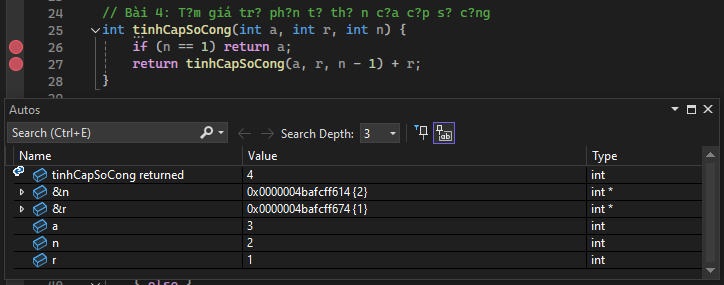 24 // Bài 4: T?m giá tr? ph?n t? th? n c?a c?p s? c?ng
25 int tinhCapSoCong(int a, int r, int n) {
26 if (n == 1) return a;
27 return tinhCapSoCong(a, r, n - 1) + r;
28 }
Autos
Search (Ctrl+E) Search Depth: 3
Name Value Type
tinhCapSoCong returned 4 int
&n 0x0000004bafcff614 {2} int *
&r 0x0000004bafcff674 {1} int *
a 3 int
n 2 int
r 1 int
} else {